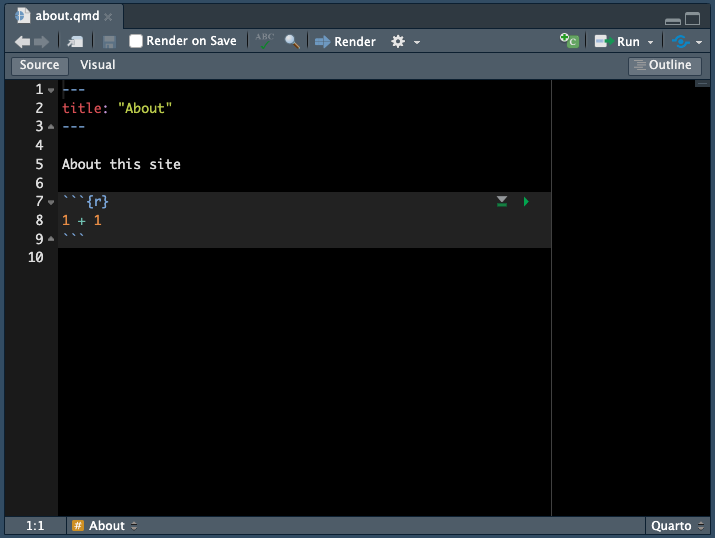 about.qmd
Render on Save ABC Render C Run
Source Visual Outline
1 ---
2 title: "About"
3 ---
4
5 About this site
6
7 ```{r}
8 1 + 1
9 ```
10
1:1 # About Quarto